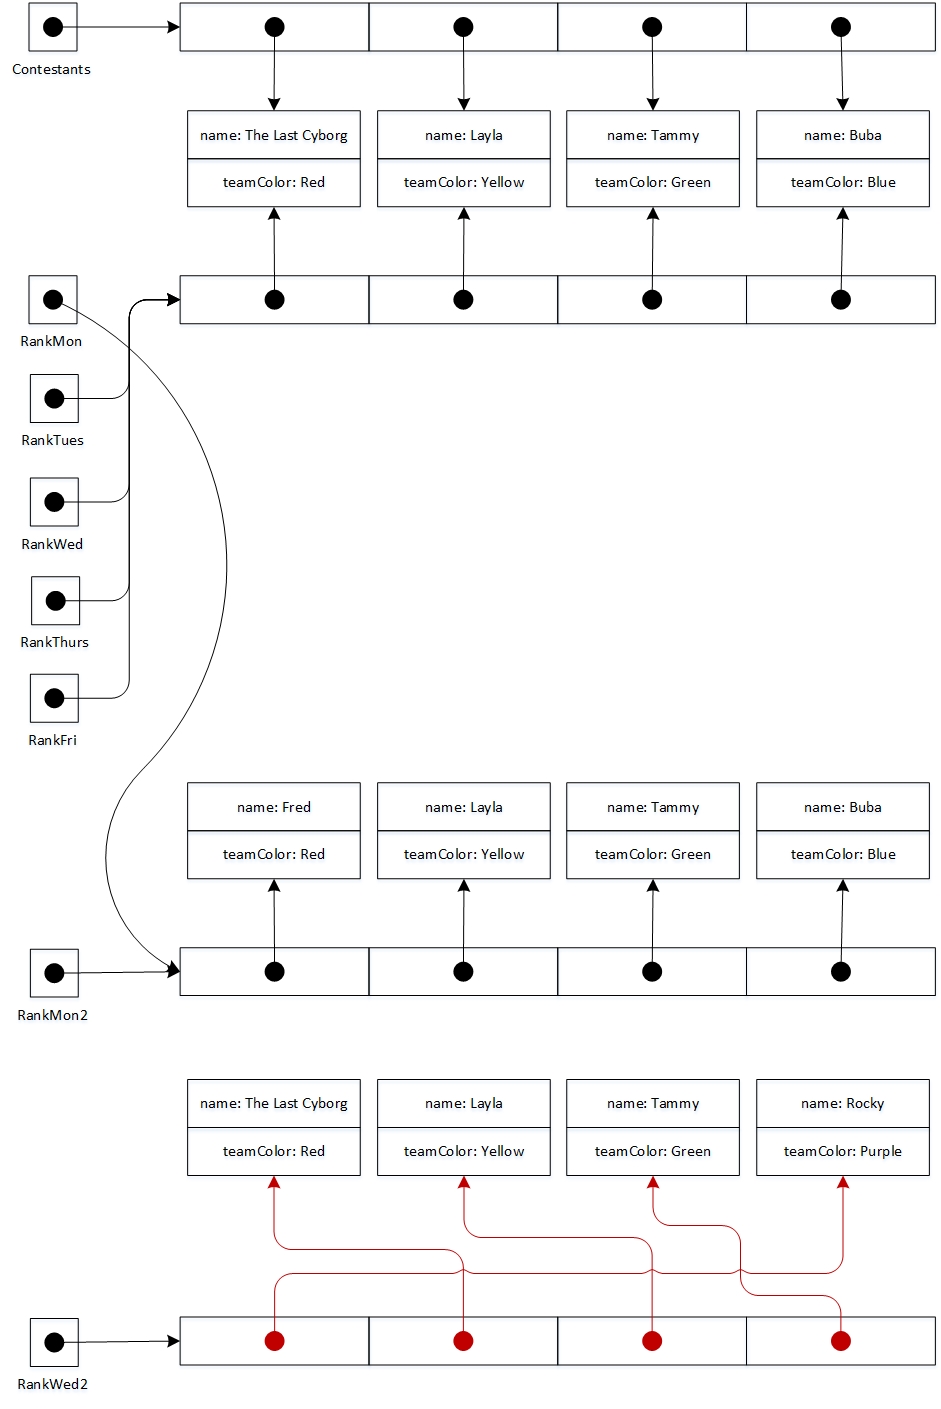 Contestants
name: The Last Cyborg
name: Layla
name: Tammy
name: Buba
teamColor: Red
teamColor: Yellow
teamColor: Green
teamColor: Blue
RankMon
RankTues
RankWed
RankThurs
RankFri
name: Fred
name: Layla
name: Tammy
name: Buba
teamColor: Red
teamColor: Yellow
teamColor: Green
teamColor: Blue
RankMon2
name: The Last Cyborg
name: Layla
name: Tammy
name: Rocky
teamColor: Red
teamColor: Yellow
teamColor: Green
teamColor: Purple
RankWed2